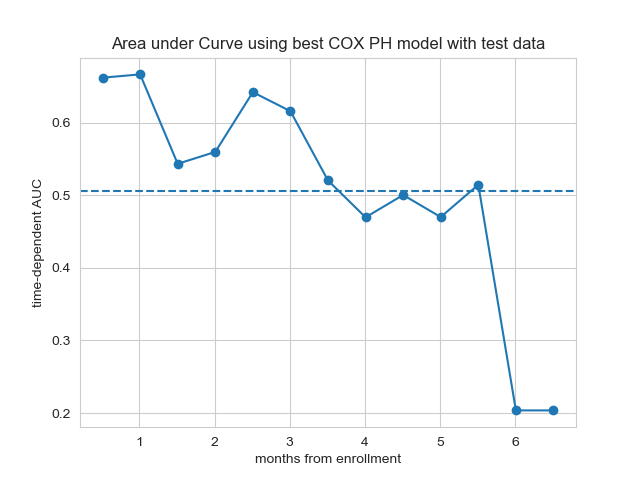 Area under Curve using best COX PH model with test data
time-dependent AUC
0.6
0.5
0.4
0.3
0.2
1 2 3 4 5 6
months from enrollment